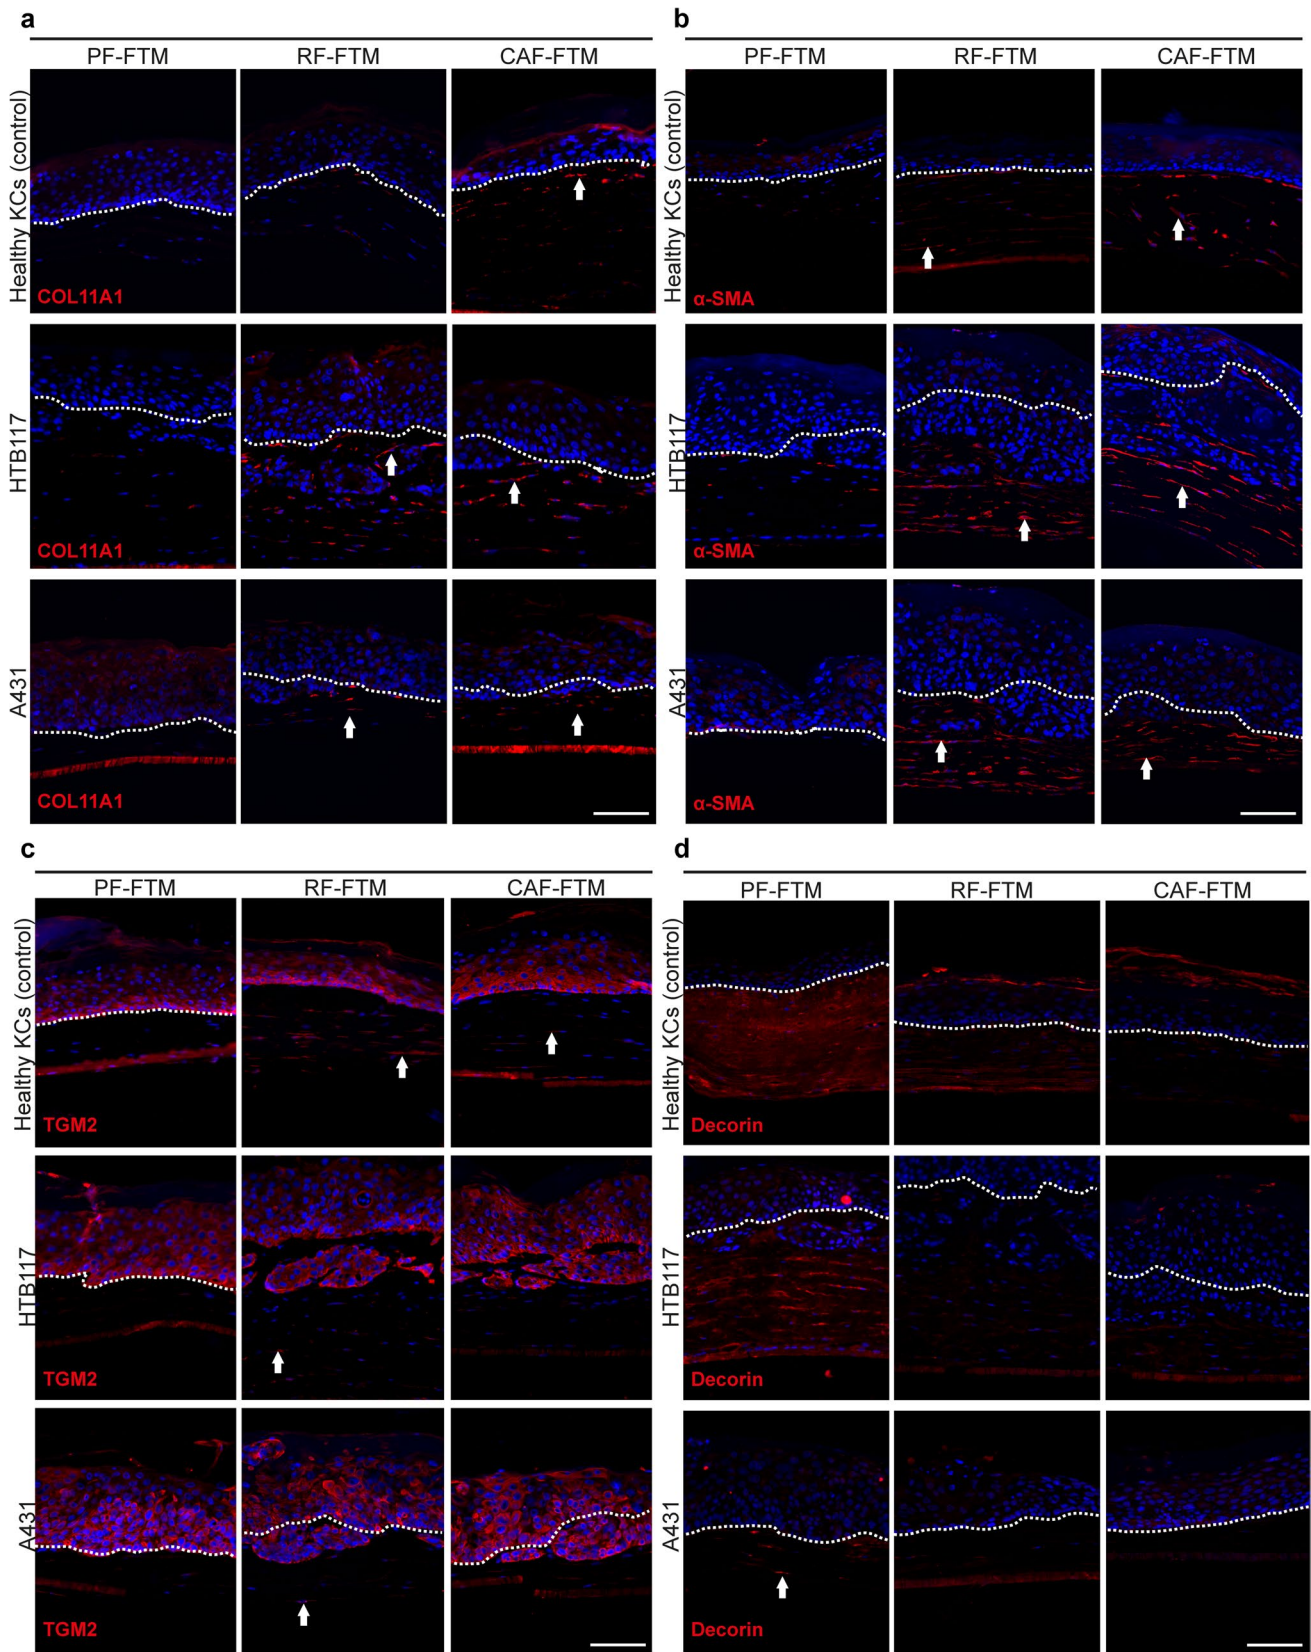 a
PF-FTM RF-FTM CAF-FTM
Healthy KCs (control)
COL11A1
HTB117
COL11A1
A431
COL11A1
b
PF-FTM RF-FTM CAF-FTM
Healthy KCs (control)
α-SMA
HTB117
α-SMA
A431
α-SMA
c
PF-FTM RF-FTM CAF-FTM
Healthy KCs (control)
TGM2
HTB117
TGM2
A431
TGM2
d
PF-FTM RF-FTM CAF-FTM
Healthy KCs (control)
Decorin
HTB117
Decorin
A431
Decorin